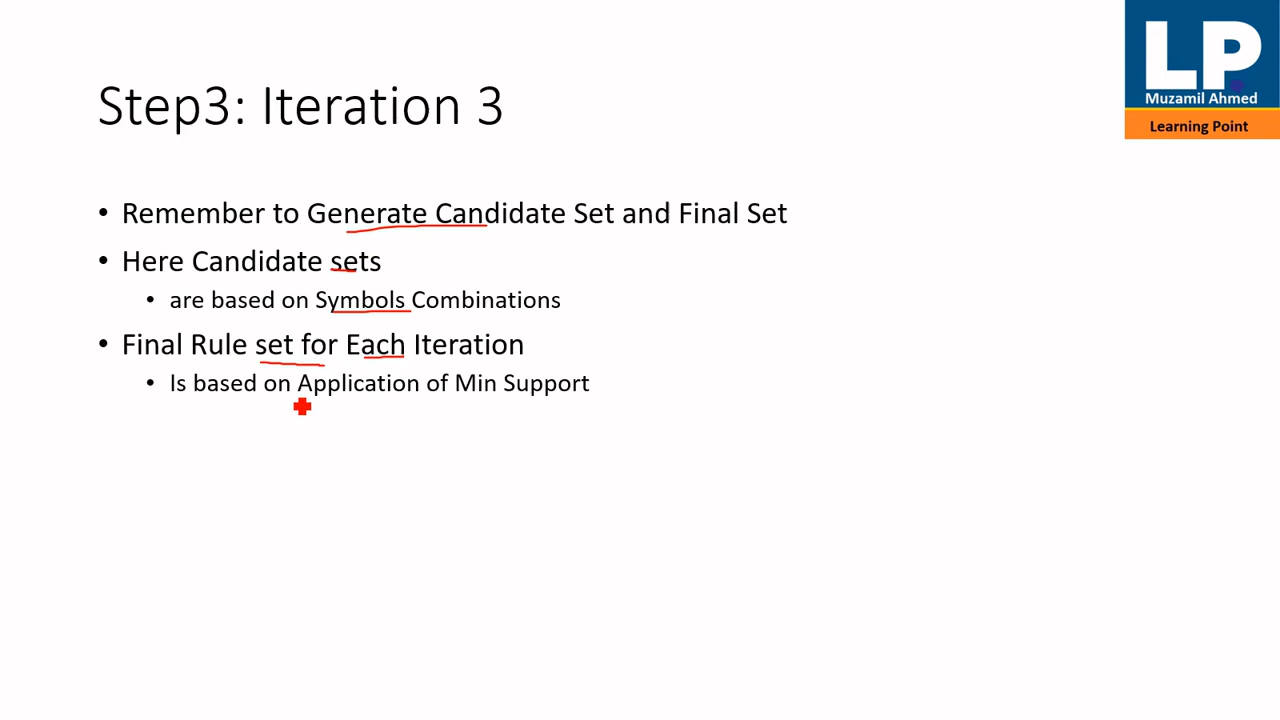 LP.
Muzamil Ahmed
Learning Point
Step3: Iteration 3
• Remember to Generate Candidate Set and Final Set
• Here Candidate sets
• are based on Symbols Combinations
• Final Rule set for Each Iteration
• Is based on Application of Min Support